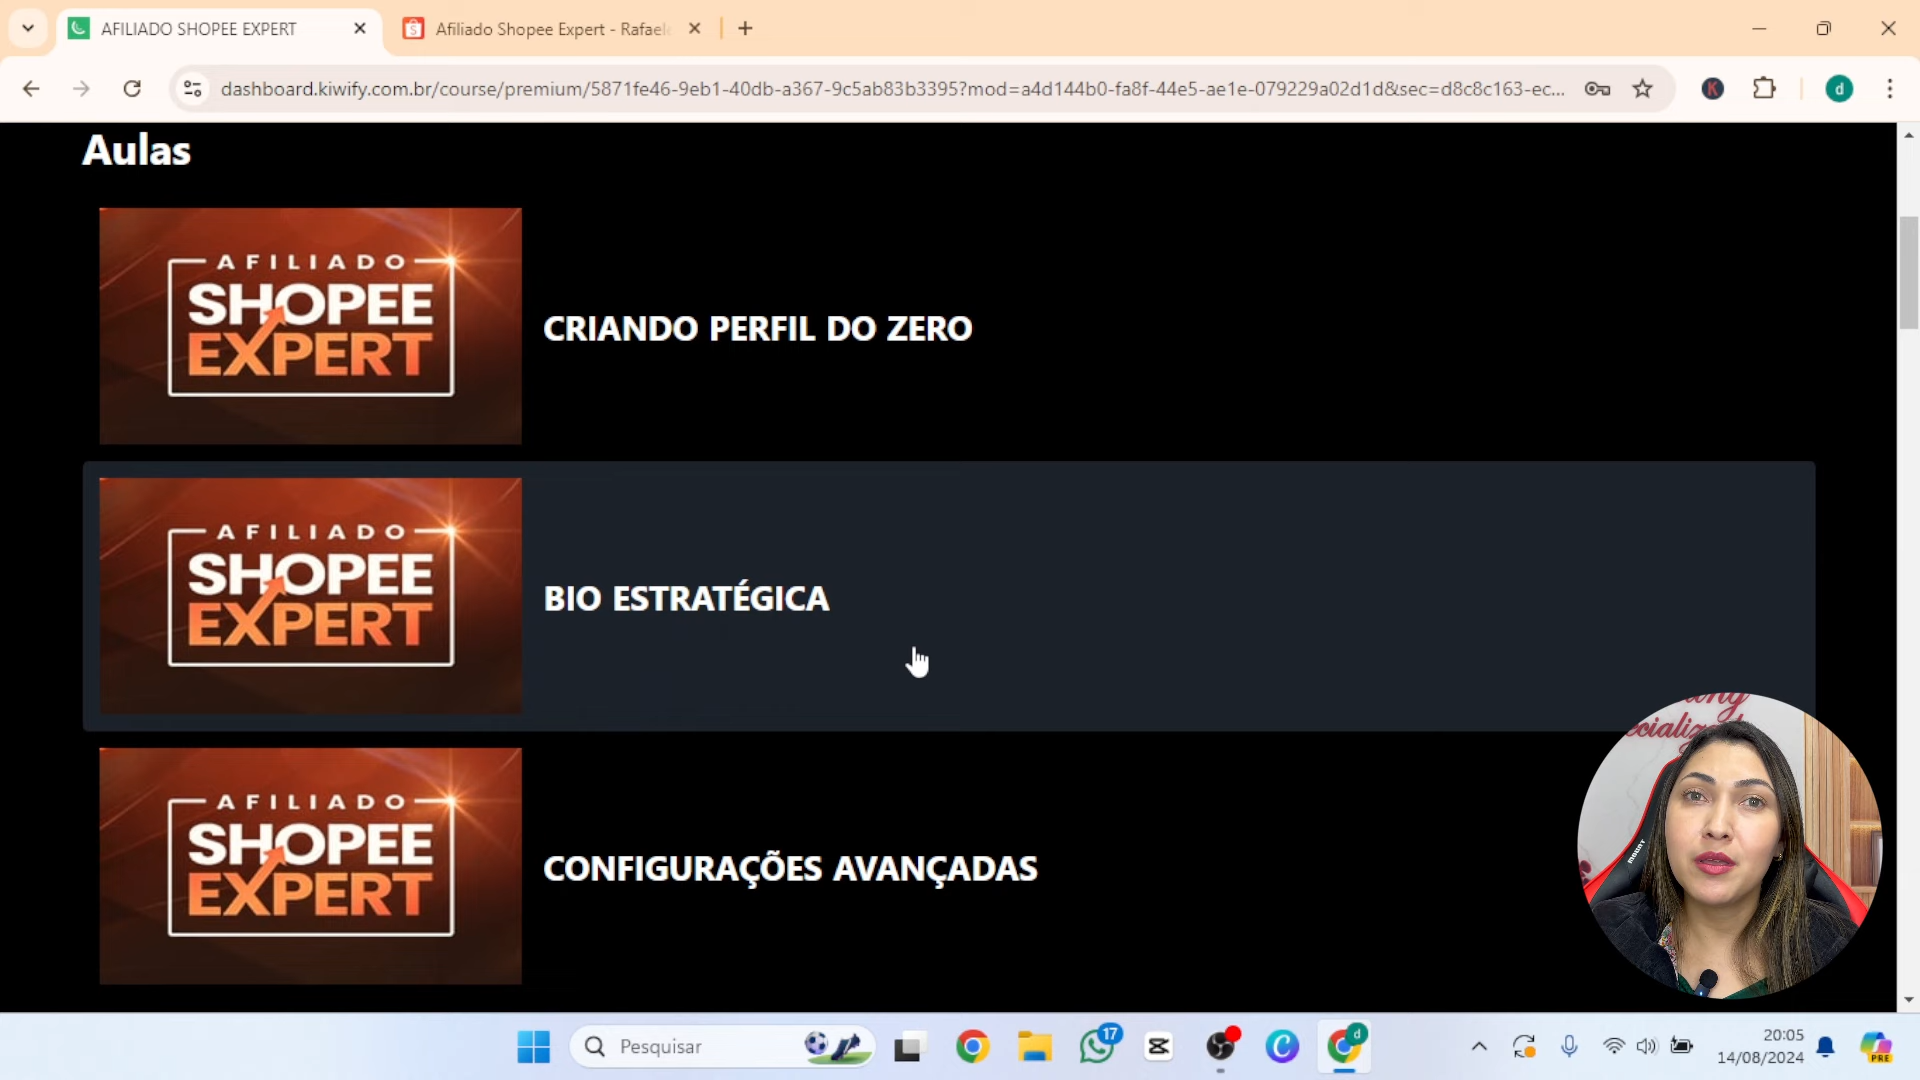 AFILIADO SHOPEE EXPERT
Afiliado Shopee Expert - Rafael
dashboard.kiwify.com.br/course/premium/5871fe46-9eb1-40db-a367-9c5ab83b3395?mod=a4d144b0-fa8f-44e5-ae1e-079229a02d1d&sec=d8c8c163-ec...
K
d
Aulas
AFILIADO
SHOPEE
EXPERT
CRIANDO PERFIL DO ZERO
AFILIADO
SHOPEE
EXPERT
BIO ESTRATÉGICA
AFILIADO
SHOPEE
EXPERT
CONFIGURAÇÕES AVANÇADAS
Pesquisar
17
d
20:05
14/08/2024
PRE